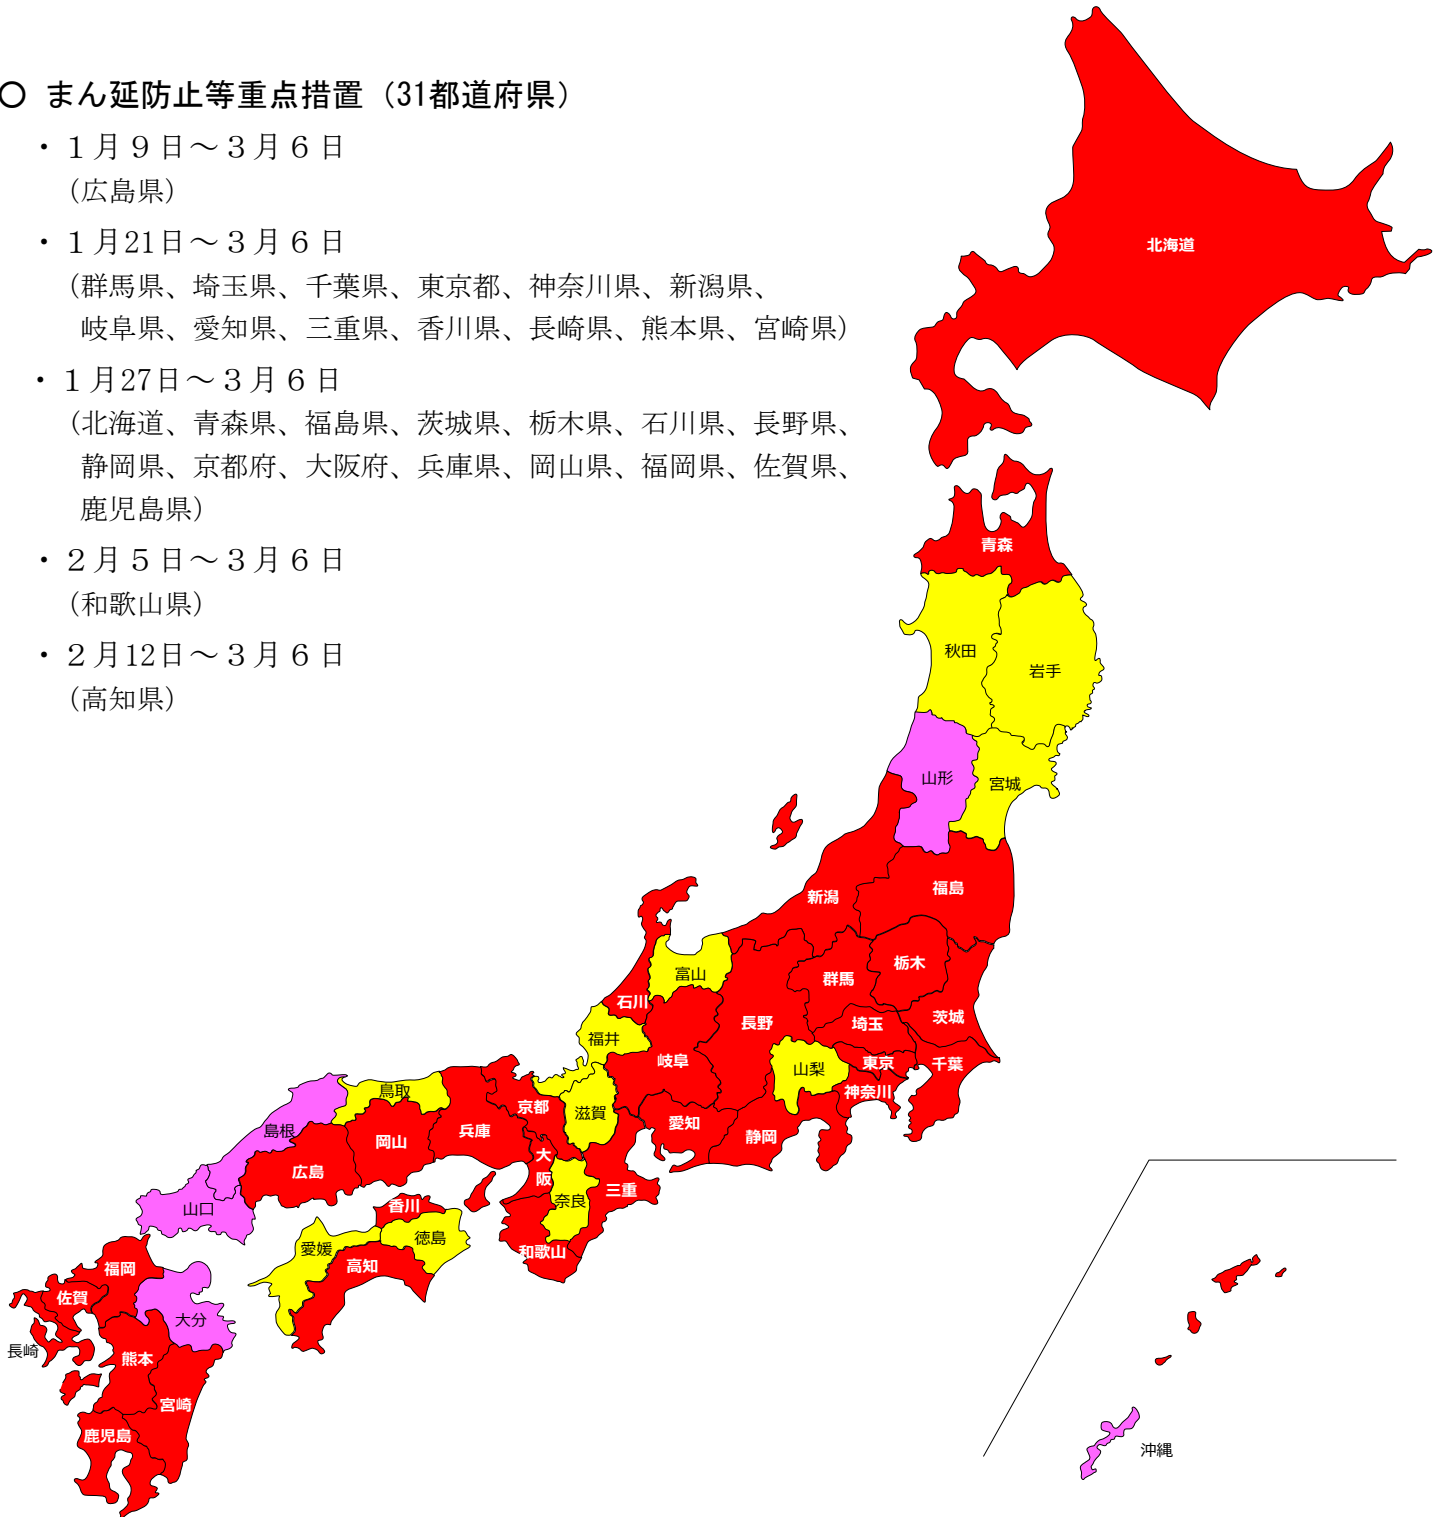 ○ まん延防止等重点措置（31都道府県）
・１月９日～３月６日
（広島県）
・１月21日～３月６日
（群馬県、埼玉県、千葉県、東京都、神奈川県、新潟県、
岐阜県、愛知県、三重県、香川県、長崎県、熊本県、宮崎県）
・１月27日～３月６日
（北海道、青森県、福島県、茨城県、栃木県、石川県、長野県、
静岡県、京都府、大阪府、兵庫県、岡山県、福岡県、佐賀県、
鹿児島県）
・２月５日～３月６日
（和歌山県）
・２月12日～３月６日
（高知県）
北海道
青森
秋田
岩手
山形
宮城
福島
新潟
栃木
群馬
富山
石川
茨城
埼玉
長野
福井
岐阜
東京
千葉
山梨
神奈川
鳥取
京都
滋賀
愛知
静岡
兵庫
島根
岡山
大阪
広島
三重
奈良
香川
山口
徳島
愛媛
和歌山
高知
福岡
佐賀
大分
長崎
熊本
宮崎
鹿児島
沖縄